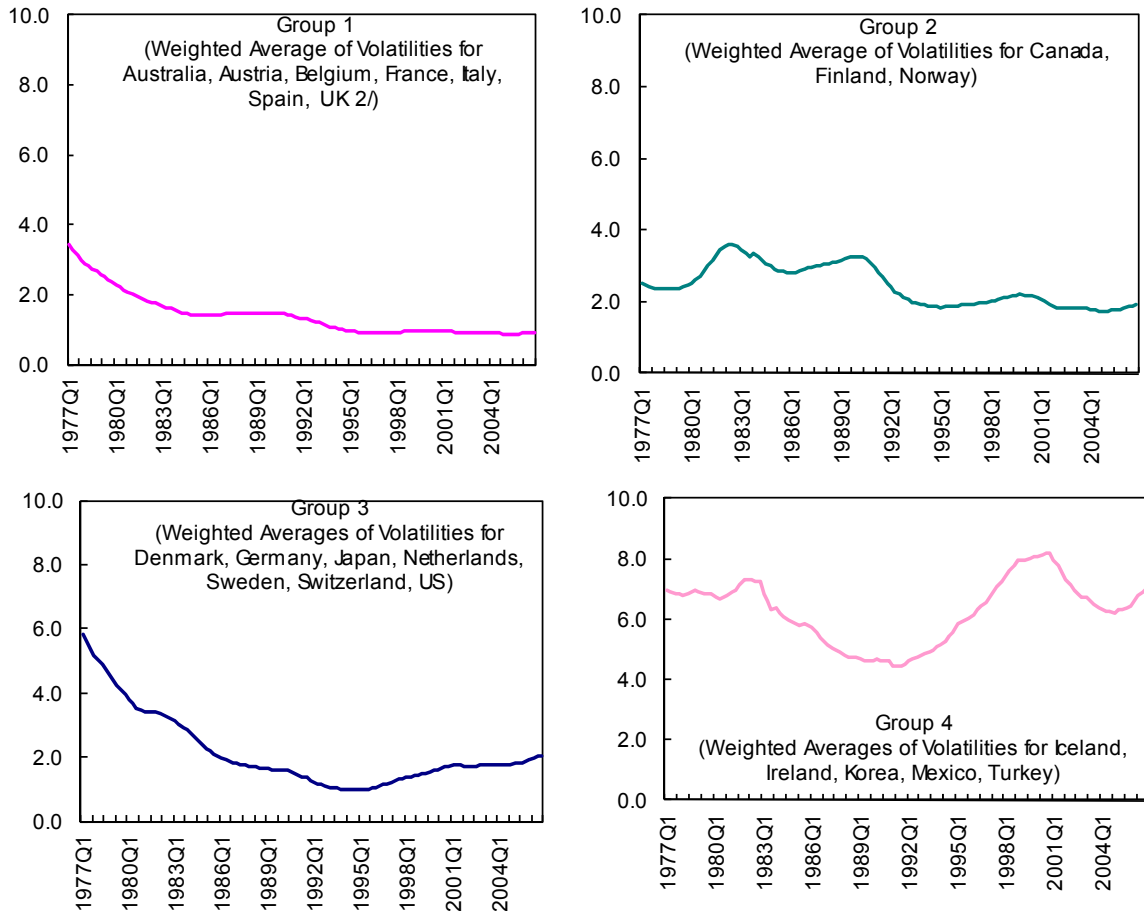 Group 1
(Weighted Average of Volatilities for
Australia, Austria, Belgium, France, Italy,
Spain, UK 2/)
10.0
8.0
6.0
4.0
2.0
0.0
1977Q1
1980Q1
1983Q1
1986Q1
1989Q1
1992Q1
1995Q1
1998Q1
2001Q1
2004Q1
Group 2
(Weighted Average of Volatilities for Canada,
Finland, Norway)
10.0
8.0
6.0
4.0
2.0
0.0
1977Q1
1980Q1
1983Q1
1986Q1
1989Q1
1992Q1
1995Q1
1998Q1
2001Q1
2004Q1
Group 3
(Weighted Averages of Volatilities for
Denmark, Germany, Japan, Netherlands,
Sweden, Switzerland, US)
10.0
8.0
6.0
4.0
2.0
0.0
1977Q1
1980Q1
1983Q1
1986Q1
1989Q1
1992Q1
1995Q1
1998Q1
2001Q1
2004Q1
10.0
8.0
6.0
4.0
2.0
0.0
Group 4
(Weighted Averages of Volatilities for Iceland,
Ireland, Korea, Mexico, Turkey)
1977Q1
1980Q1
1983Q1
1986Q1
1989Q1
1992Q1
1995Q1
1998Q1
2001Q1
2004Q1